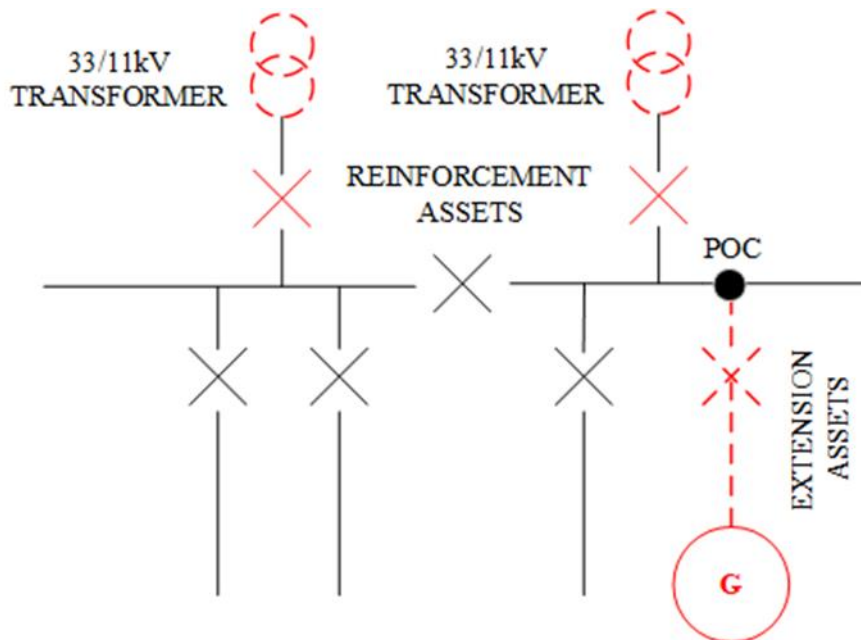 33/11kV
TRANSFORMER
33/11kV
TRANSFORMER
REINFORCEMENT
ASSETS
POC
EXTENSION
ASSETS
G